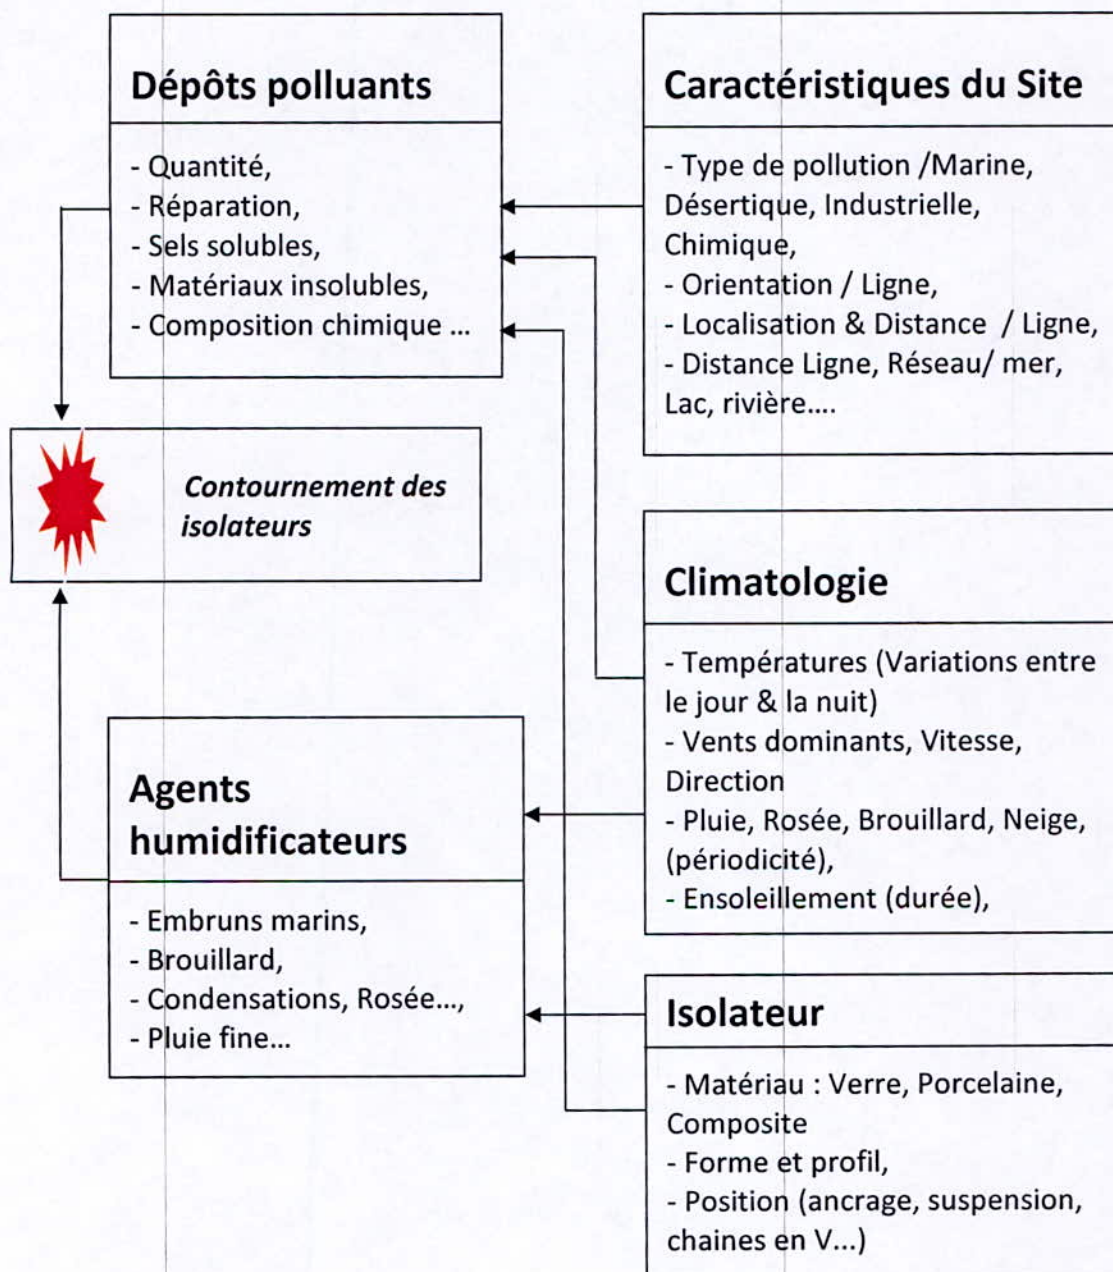 Dépôts polluants
- Quantité,
- Réparation,
- Sels solubles,
- Matériaux insolubles,
- Composition chimique ...
Contournement des
isolateurs
Agents
humidificateurs
- Embruns marins,
- Brouillard,
- Condensations, Rosée...,
- Pluie fine...
Caractéristiques du Site
- Type de pollution /Marine,
Désertique, Industrielle,
Chimique,
- Orientation / Ligne,
- Localisation & Distance / Ligne,
- Distance Ligne, Réseau/ mer,
Lac, rivière....
Climatologie
- Températures (Variations entre
le jour & la nuit)
- Vents dominants, Vitesse,
Direction
- Pluie, Rosée, Brouillard, Neige,
(périodicité),
- Ensoleillement (durée),
Isolateur
- Matériau : Verre, Porcelaine,
Composite
- Forme et profil,
- Position (ancrage, suspension,
chaines en V...)